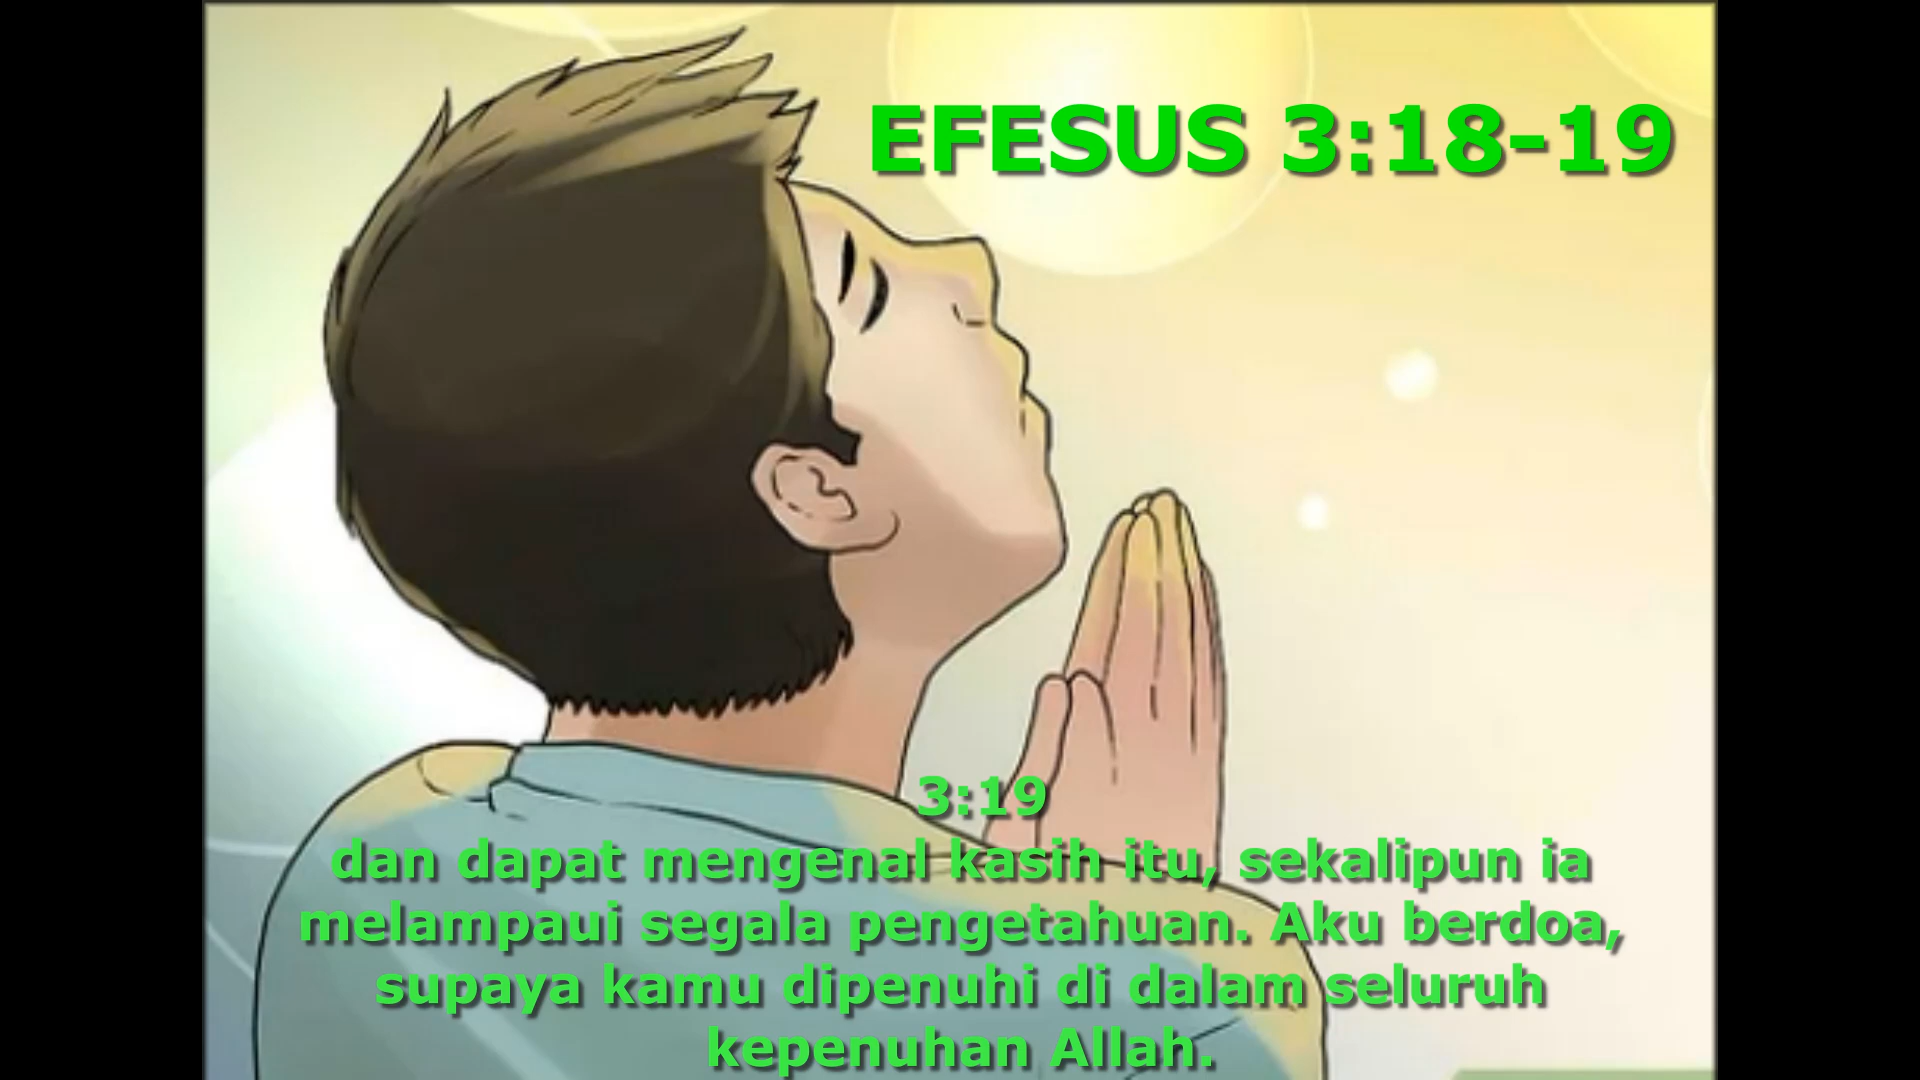 EFESUS 3:18-19
3:19
dan dapat mengenal kasih itu, sekalipun ia
melampaui segala pengetahuan. Aku berdoa,
supaya kamu dipenuhi di dalam seluruh
kepenuhan Allah.